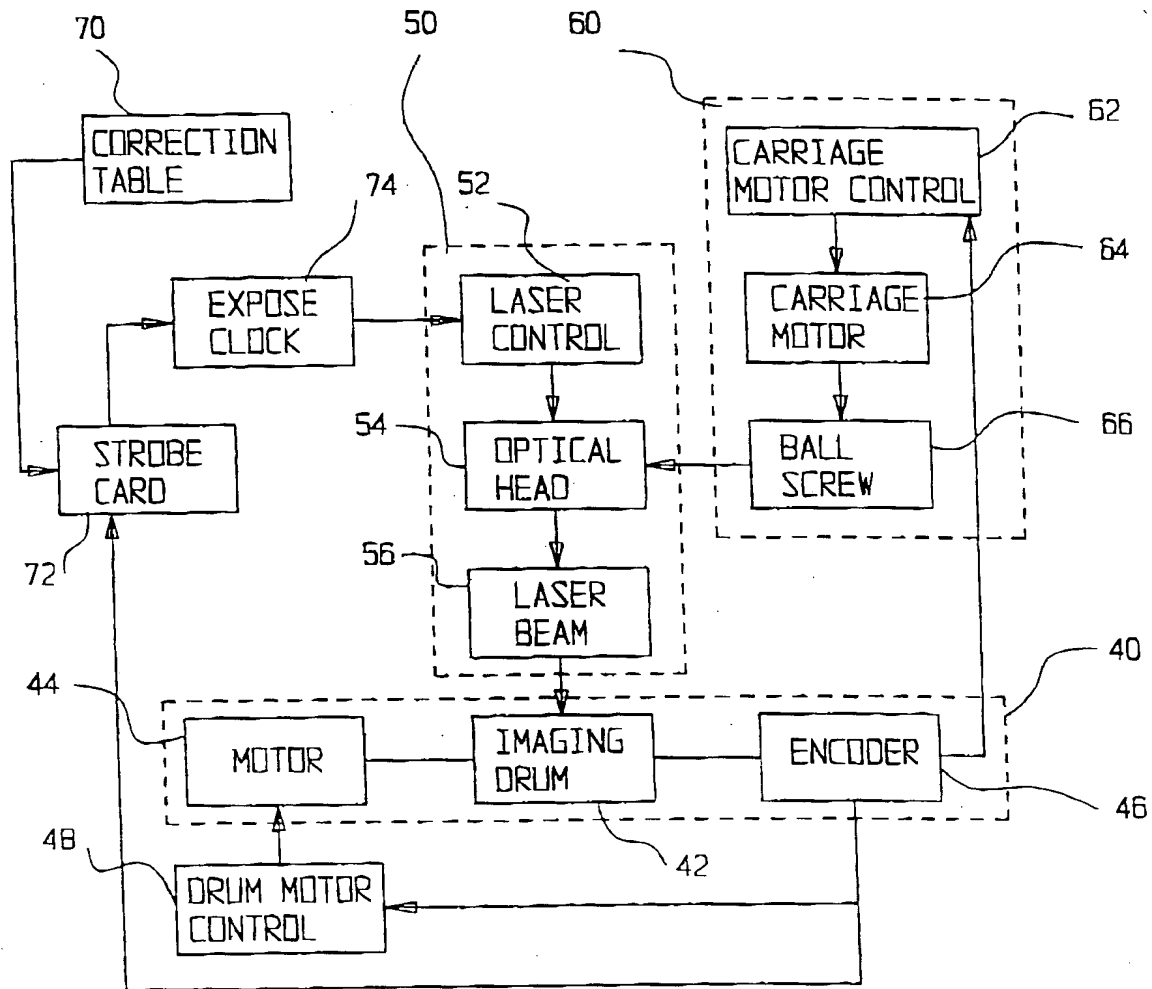 70
50
60
CORRECTION
TABLE
62
CARRIAGE
MOTOR CONTROL
74
52
EXPOSE
CLOCK
LASER
CONTROL
64
CARRIAGE
MOTOR
54
66
STROBE
CARD
OPTICAL
HEAD
BALL
SCREW
72
56
LASER
BEAM
44
40
MOTOR
IMAGING
DRUM
ENCODER
46
48
42
DRUM MOTOR
CONTROL